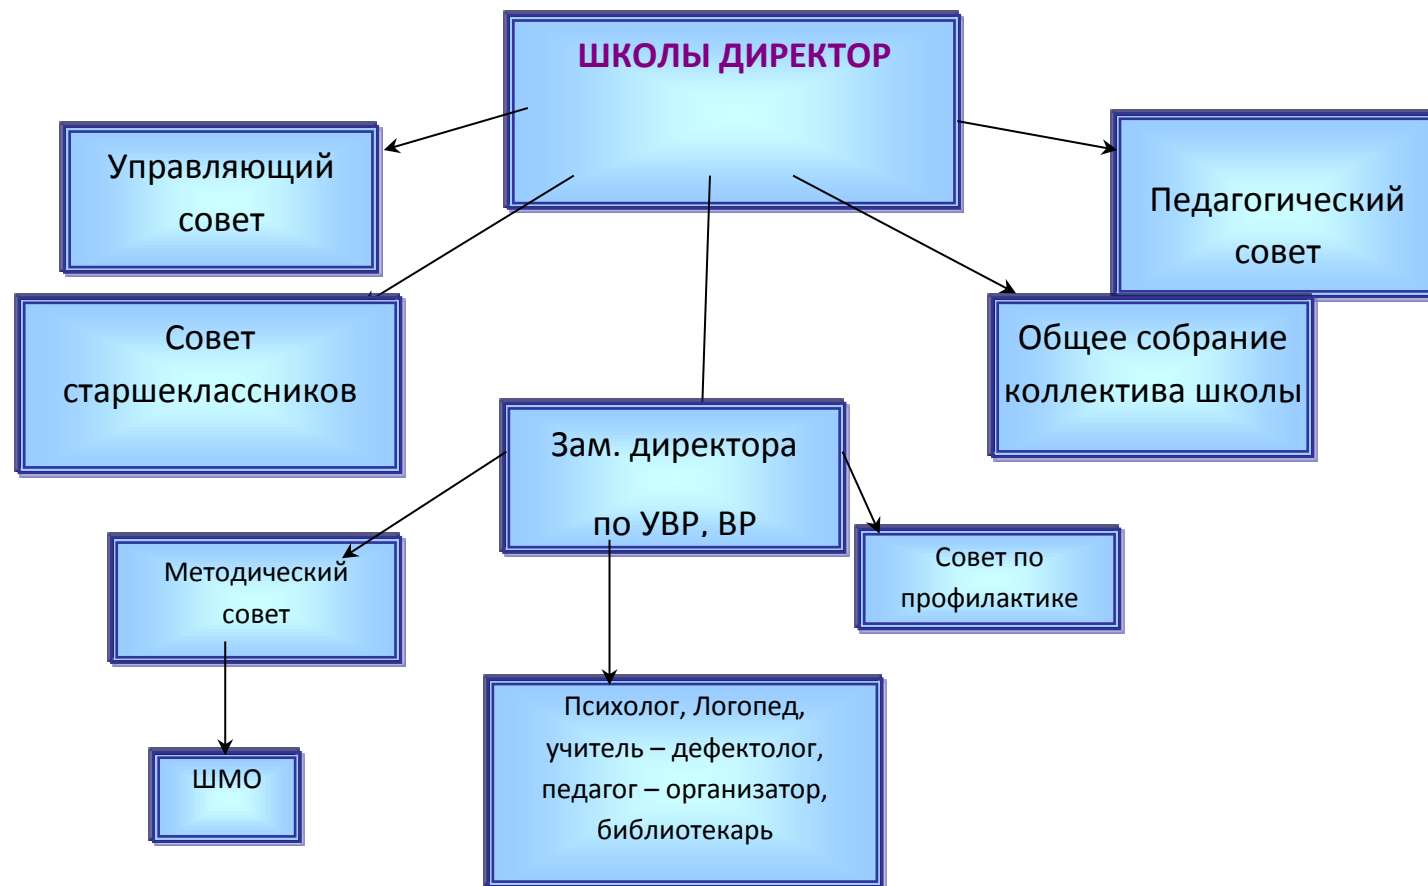 ШКОЛЫ ДИРЕКТОР
Управляющий
совет
Педагогический
совет
Совет
старшеклассников
Общее собрание
коллектива школы
Зам. директора
по УВР, ВР
Методический
совет
Совет по
профилактике
Психолог, Логопед,
учитель – дефектолог,
педагог – организатор,
библиотекарь
ШМО